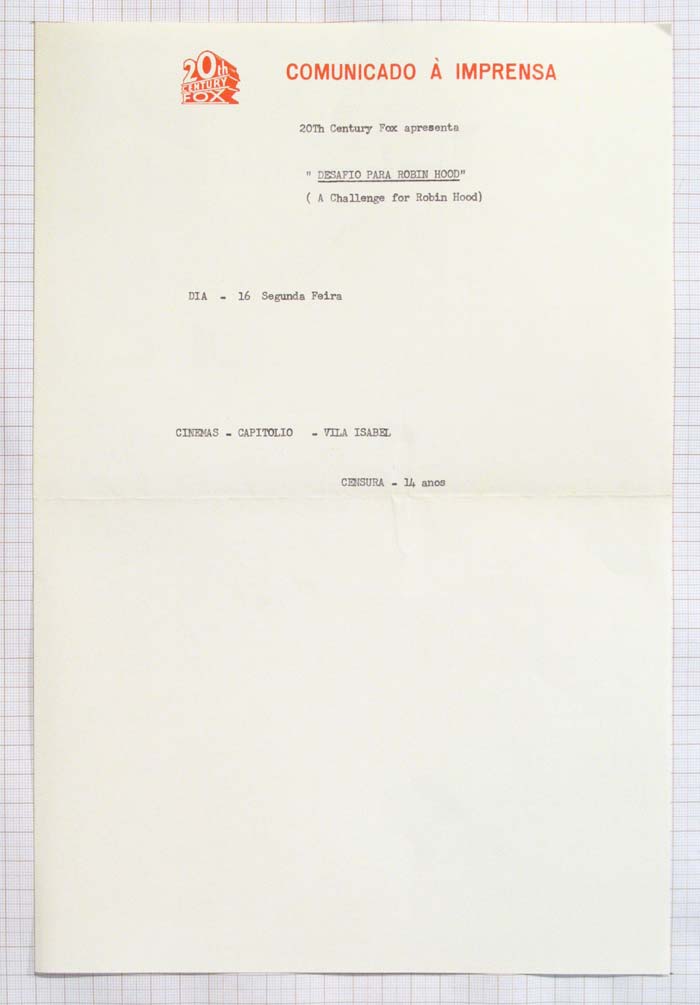 20th
CENTURY
FOX
COMUNICADO À IMPRENSA
20Th Century Fox apresenta
" DESAFIO PARA ROBIN HOOD"
( A Challenge for Robin Hood)
DIA - 16 Segunda Feira
CINEMAS - CAPITOLIO - VILA ISABEL
CENSURA - 14 anos